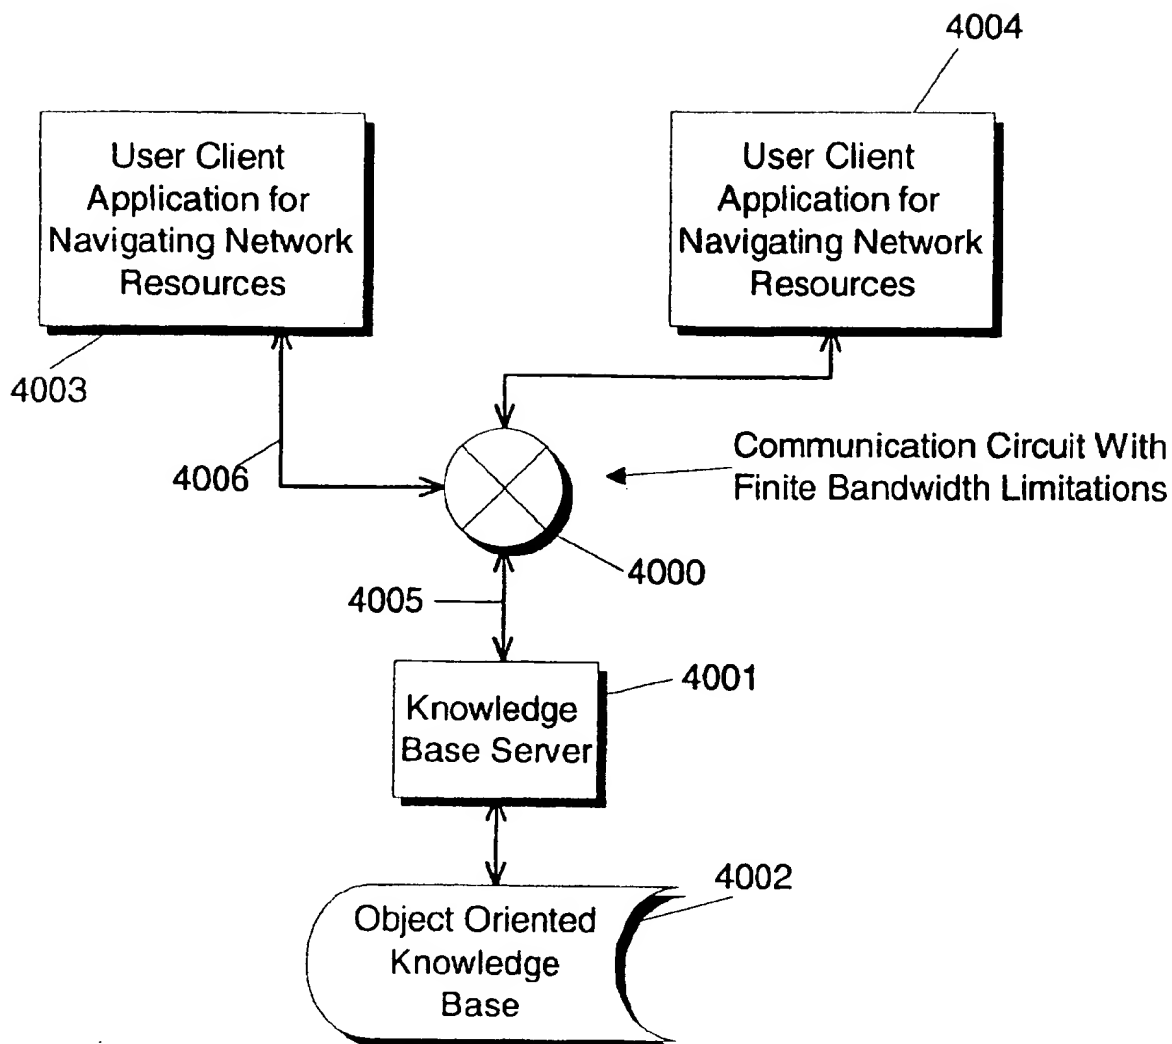 4004
User Client
Application for
Navigating Network
Resources
User Client
Application for
Navigating Network
Resources
4003
4006
Communication Circuit With
Finite Bandwidth Limitations
4000
4005
4001
Knowledge
Base Server
4002
Object Oriented
Knowledge
Base